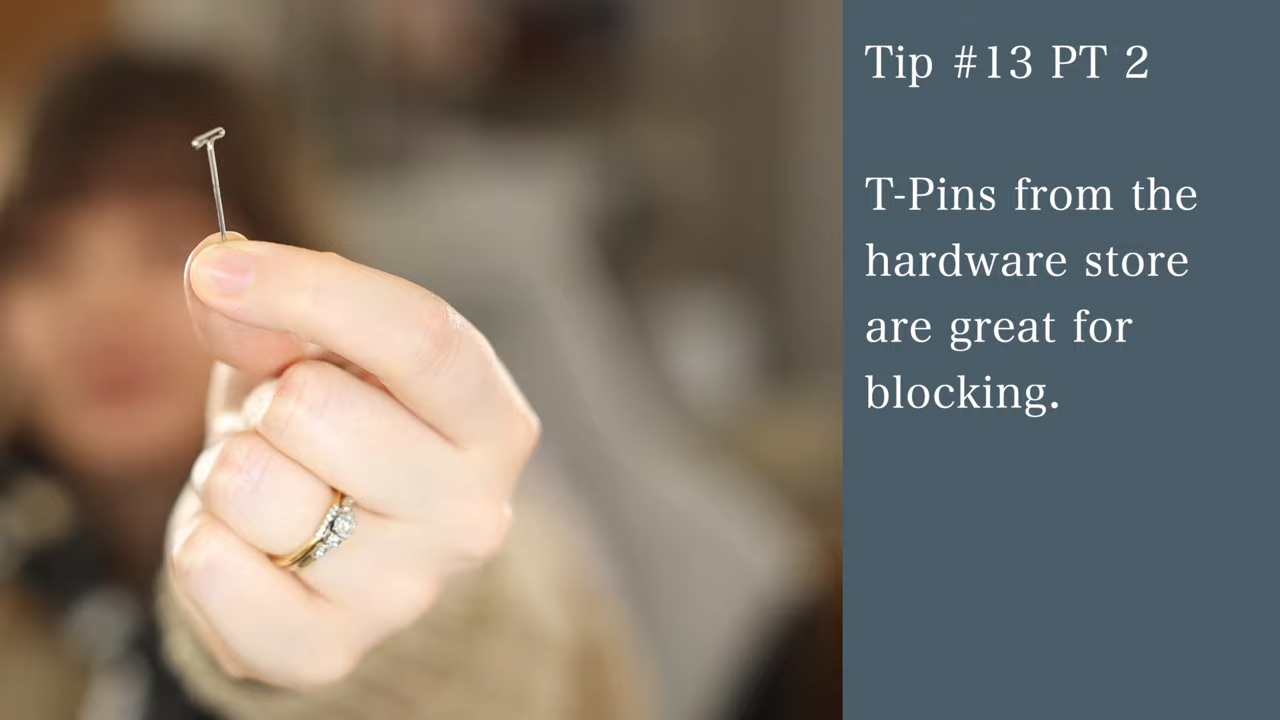 Tip #13 PT 2
T-Pins from the
hardware store
are great for
blocking.